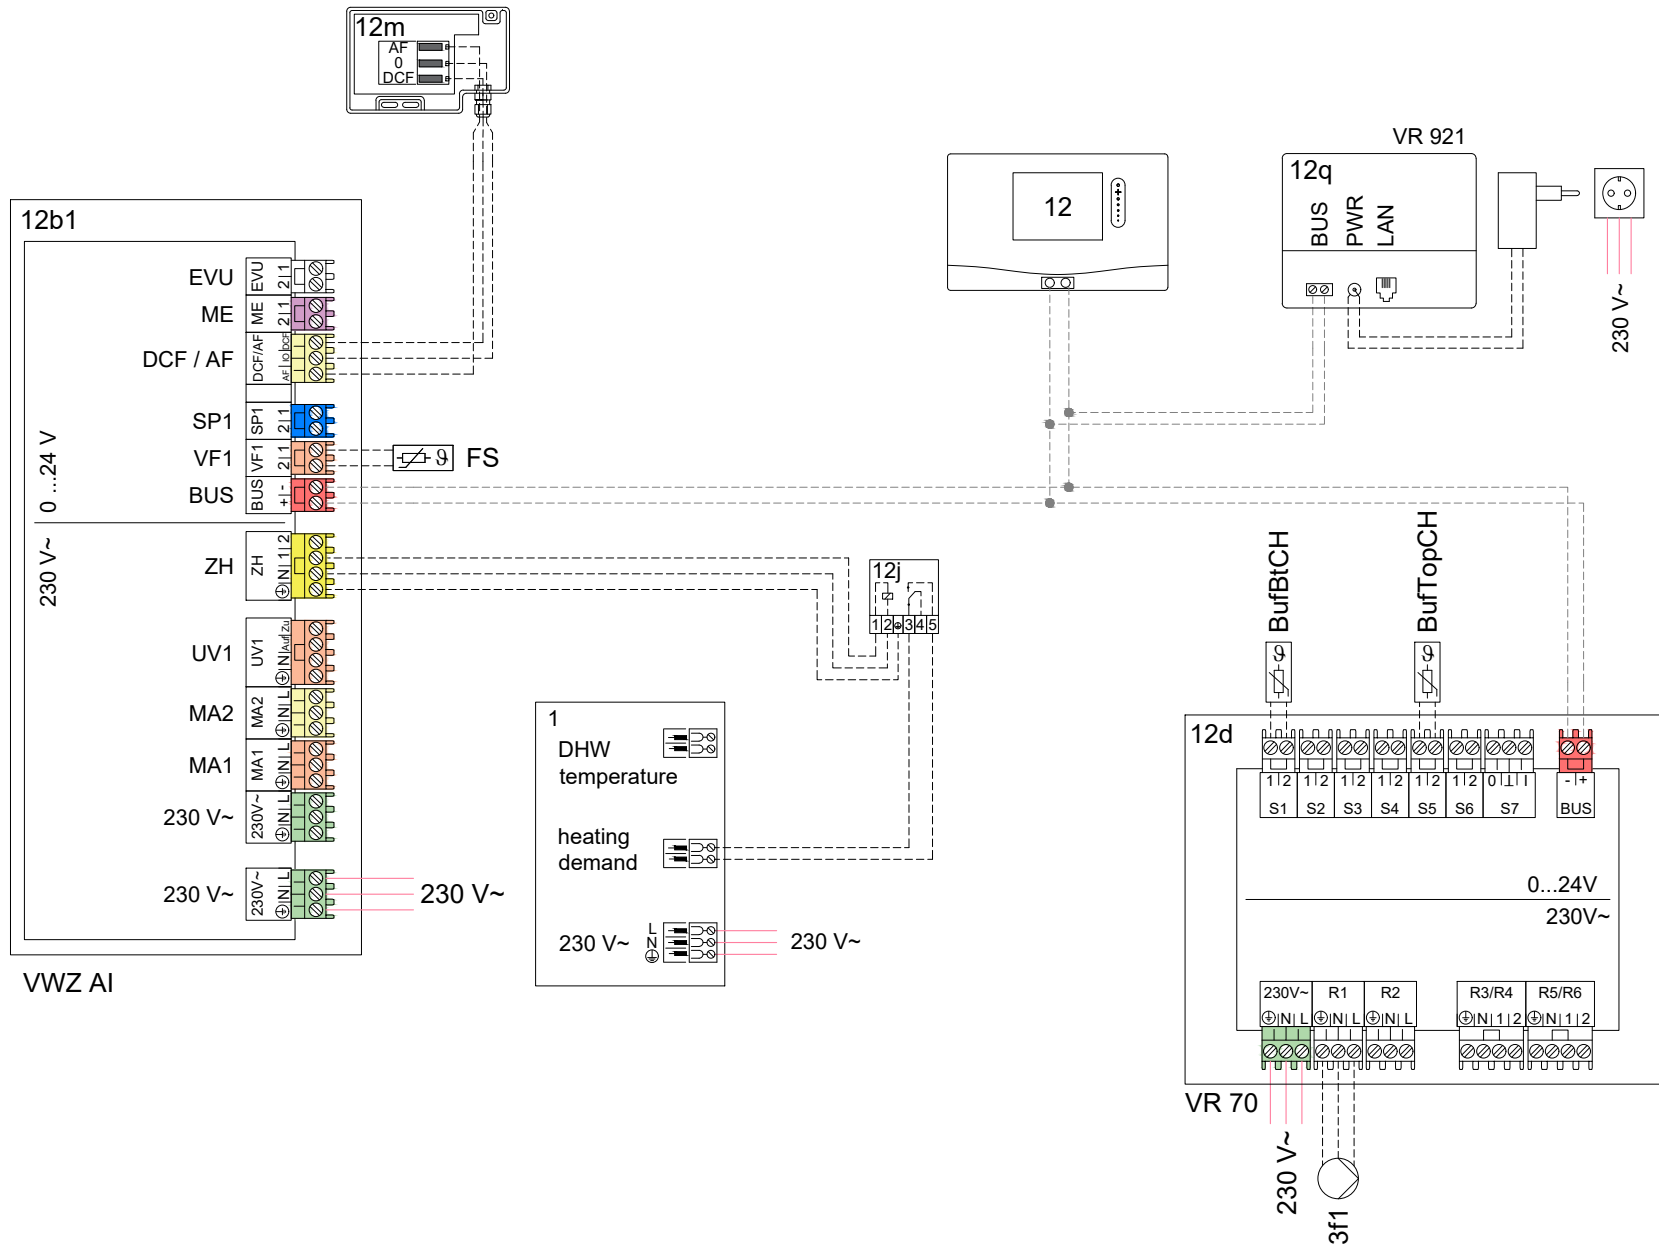 12m
AF
0
DCF
12b1
EVU
EVU
2|1
ME
ME
2|1
DCF / AF
DCF/AF
AF
IO
DCF
SP1
SP1
2|1
VF1
VF1
2|1
FS
BUS
BUS
+ -
0 ...24 V
230 V~
ZH
ZH
N| 1 2
UV1
UV1
N|Auf Zu
MA2
MA2
|N|L
MA1
MA1
|N|L
230 V~
230V~
|N|L
230 V~
230V~
|N|L
230 V~
VWZ AI
12
VR 921
12q
BUS
PWR
LAN
230 V~
12j
1 2 3 4 5
1
DHW
temperature
heating
demand
230 V~
L
N
230 V~
BufBtCH
BufTopCH
12d
1|2 1|2 1|2 1|2 1|2 1|2 0 | ⊥ | I - | +
S1 S2 S3 S4 S5 S6 S7 BUS
0...24V
230V~
230V~ R1 R2 R3/R4 R5/R6
|N| L |N| L |N| L |N|1|2 |N|1|2
VR 70
230 V~
3f1